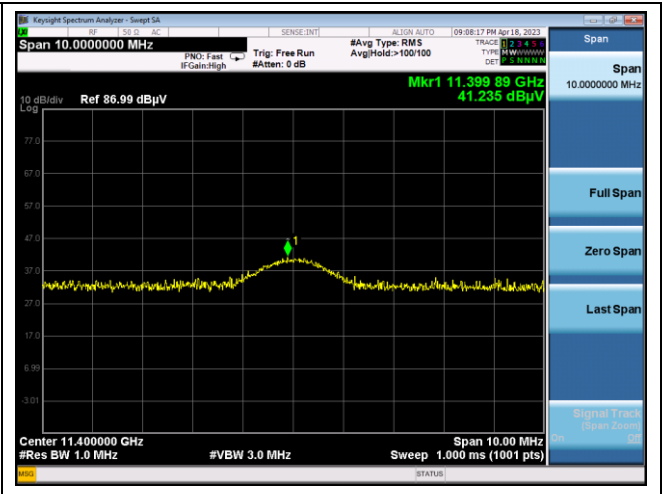 Keysight Spectrum Analyzer - Swept SA
RF 50 Ω AC SENSE:INT ALIGN AUTO 09:08:17 PM Apr 18, 2023
Span 10.0000000 MHz
PNO: Fast
IFGain:High
Trig: Free Run
#Atten: 0 dB
#Avg Type: RMS
Avg|Hold:>100/100
TRACE 1 2 3 4 5 6
TYPE M WWWWW
DET P S N N N N
Span
Mkr1 11.399 89 GHz
41.235 dBµV
10 dB/div Ref 86.99 dBµV
Log
77.0
67.0
57.0
47.0
37.0
27.0
17.0
6.99
-3.01
1
Center 11.400000 GHz
Span 10.00 MHz
#Res BW 1.0 MHz
#VBW 3.0 MHz
Sweep 1.000 ms (1001 pts)
Span
10.0000000 MHz
Full Span
Zero Span
Last Span
Signal Track
(Span Zoom)
On Off
MSG
STATUS